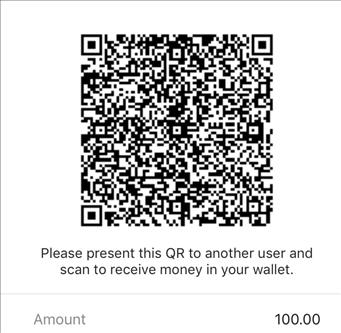 Please present this QR to another user and
scan to receive money in your wallet.
Amount 100.00